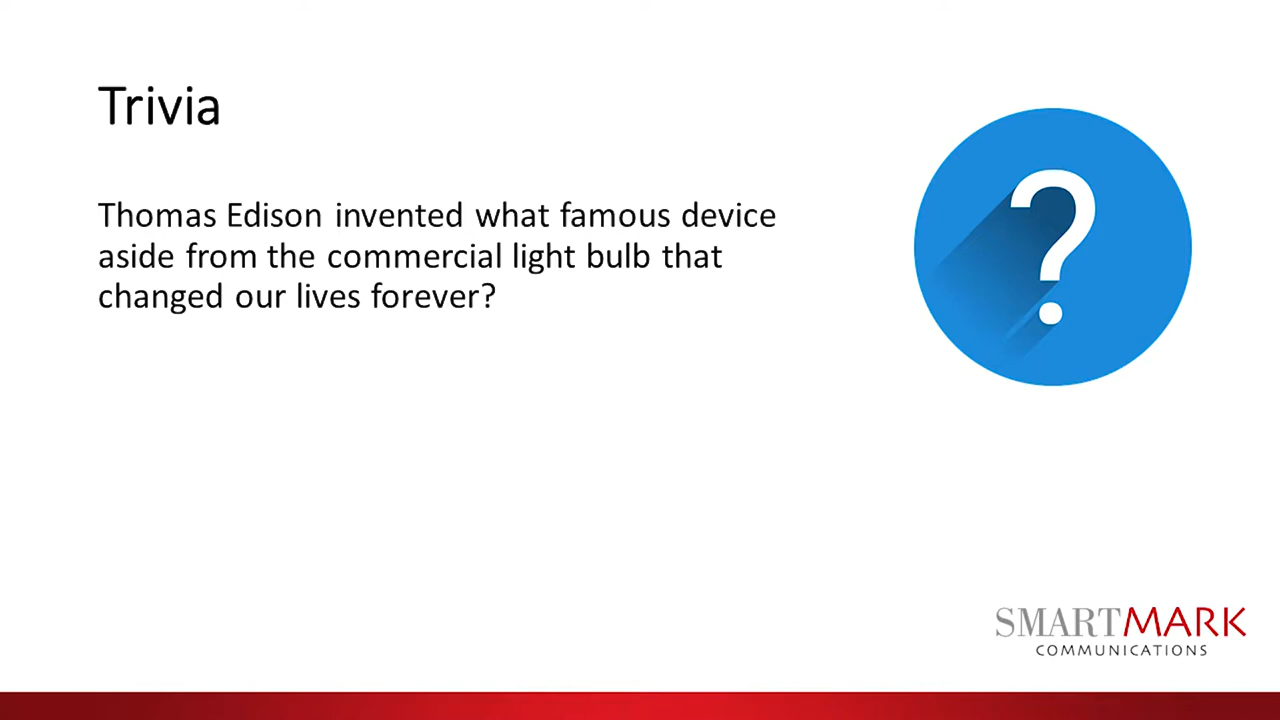 Trivia
Thomas Edison invented what famous device
aside from the commercial light bulb that
changed our lives forever?
?
SMARTMARK
COMMUNICATIONS